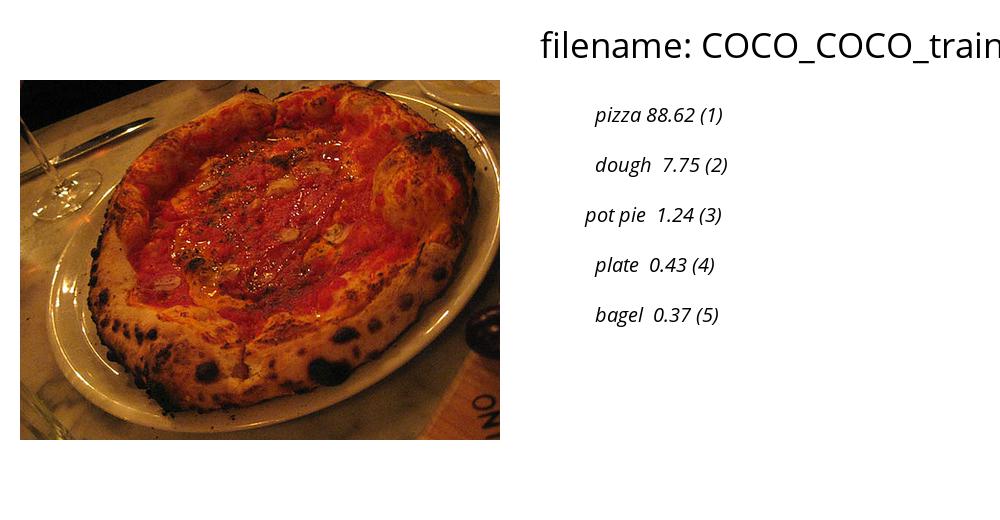 filename: COCO_COCO_train
pizza 88.62 (1)
dough 7.75 (2)
pot pie 1.24 (3)
plate 0.43 (4)
bagel 0.37 (5)